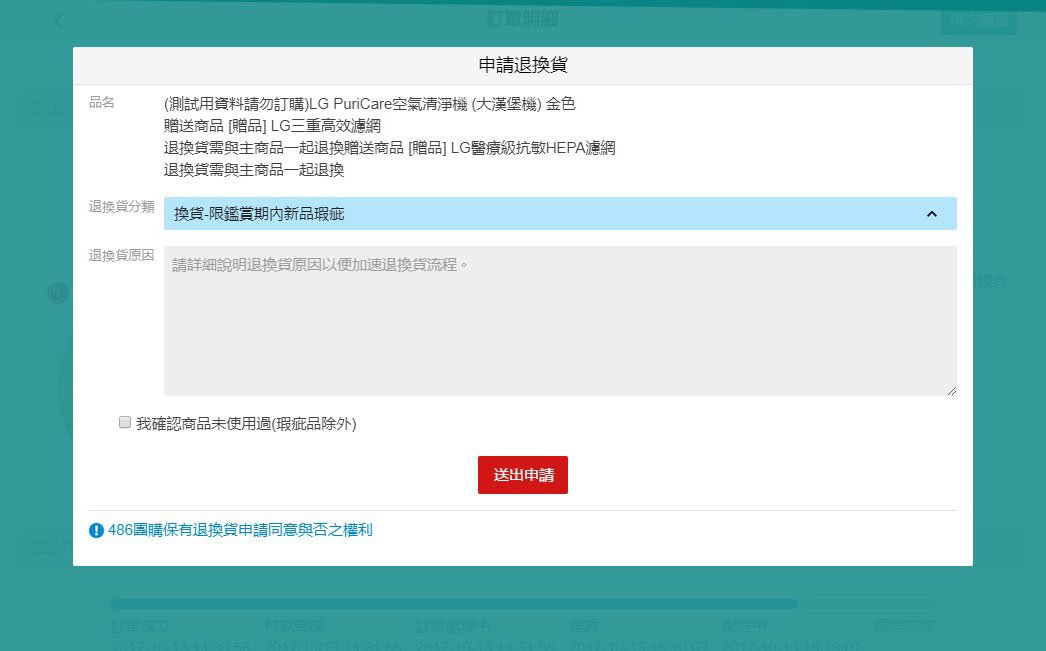 訂單明細
再次購買
申請退換貨
品名
(測試用資料請勿訂購)LG PuriCare空氣清淨機 (大漢堡機) 金色
贈送商品 [贈品] LG三重高效濾網
退換貨需與主商品一起退換贈送商品 [贈品] LG醫療級抗敏HEPA濾網
退換貨需與主商品一起退換
退換貨分類
換貨-限鑑賞期內新品瑕疵
退換貨原因
請詳細說明退換貨原因以便加速退換貨流程。
我確認商品未使用過(瑕疵品除外)
送出申請
486團購保有退換貨申請同意與否之權利
訂單成立 付款完成 訂單處理中 理貨 配送中 配送完成